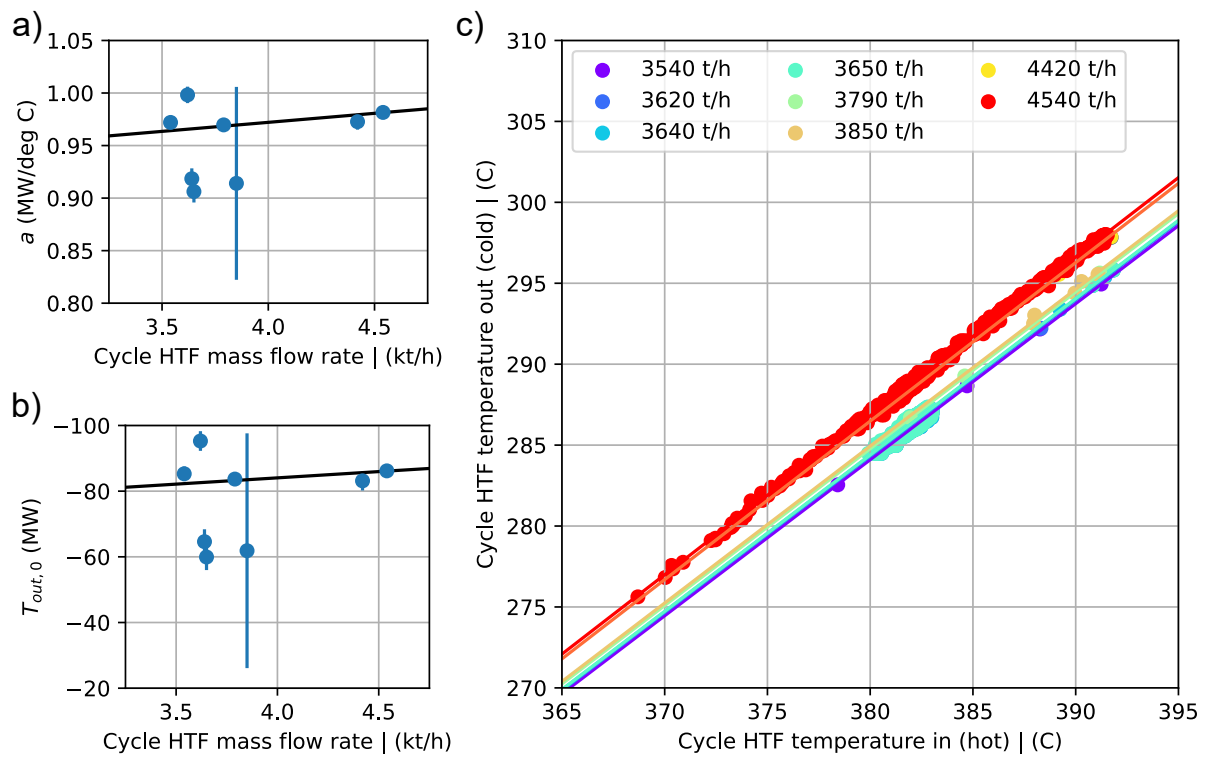 a)
1.05
1.00
0.95
0.90
0.85
0.80
a (MW/deg C)
3.5 4.0 4.5
Cycle HTF mass flow rate | (kt/h)
b)
−100
−80
−60
−40
−20
T_{out, 0} (MW)
3.5 4.0 4.5
Cycle HTF mass flow rate | (kt/h)
c)
310
305
300
295
290
285
280
275
270
Cycle HTF temperature out (cold) | (C)
3540 t/h 3650 t/h 4420 t/h
3620 t/h 3790 t/h 4540 t/h
3640 t/h 3850 t/h
365 370 375 380 385 390 395
Cycle HTF temperature in (hot) | (C)